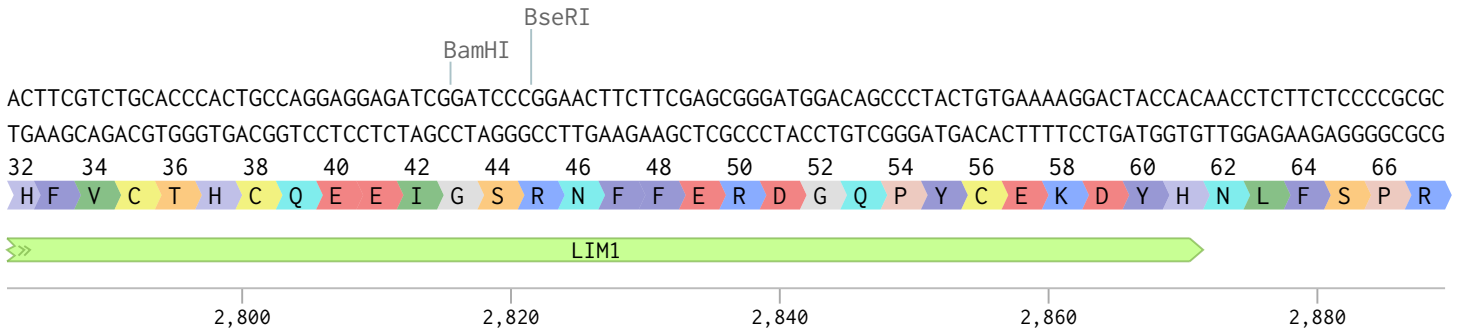 BseRI
BamHI
ACTTCGTCTGCACCCACTGCCAGGAGGAGATCGGATCCCGGAACTTCTTCGAGCGGGATGGACAGCCCTACTGTGAAAAGGACTACCACAACCTCTTCTCCCCGCGC
TGAAGCAGACGTGGGTGACGGTCCTCCTCTAGCCTAGGGCCTTGAAGAAGCTCGCCCTACCTGTCGGGATGACACTTTTCCTGATGGTGTTGGAGAAGAGGGGCGCG
32 34 36 38 40 42 44 46 48 50 52 54 56 58 60 62 64 66
H F V C T H C Q E E I G S R N F F E R D G Q P Y C E K D Y H N L F S P R
LIM1
2,800 2,820 2,840 2,860 2,880